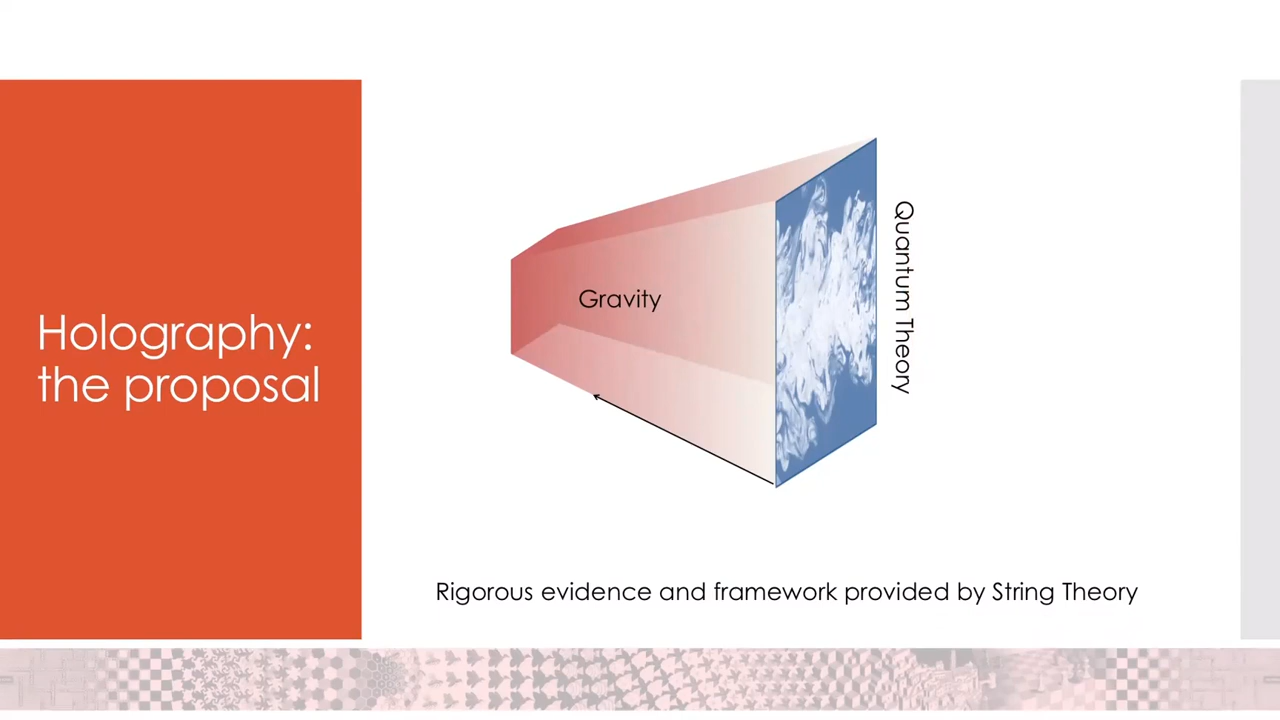 Holography:
the proposal
Gravity
Quantum Theory
Rigorous evidence and framework provided by String Theory